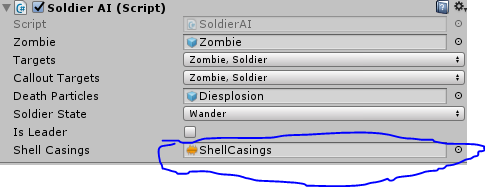 Soldier AI (Script)
Script SoldierAI
Zombie Zombie
Targets Zombie, Soldier
Callout Targets Zombie, Soldier
Death Particles Diesplosion
Soldier State Wander
Is Leader
Shell Casings ShellCasings